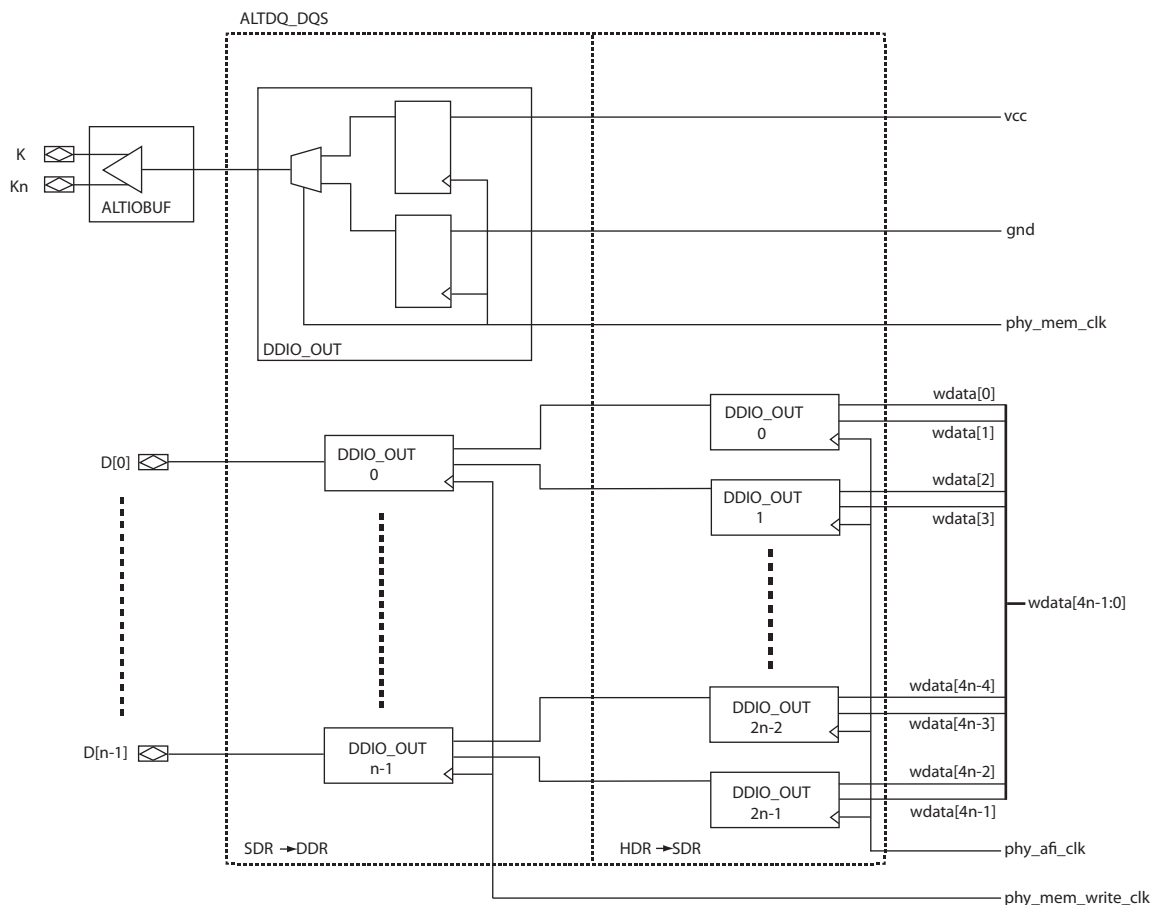 ALTDQ_DQS
vcc
K
Kn
ALTIOBUF
gnd
phy_mem_clk
DDIO_OUT
wdata[0]
DDIO_OUT
0
wdata[1]
D[0]
DDIO_OUT
0
wdata[2]
DDIO_OUT
1
wdata[3]
wdata[4n-1:0]
wdata[4n-4]
DDIO_OUT
2n-2
wdata[4n-3]
D[n-1]
DDIO_OUT
n-1
wdata[4n-2]
DDIO_OUT
2n-1
wdata[4n-1]
SDR → DDR
HDR → SDR
phy_afi_clk
phy_mem_write_clk